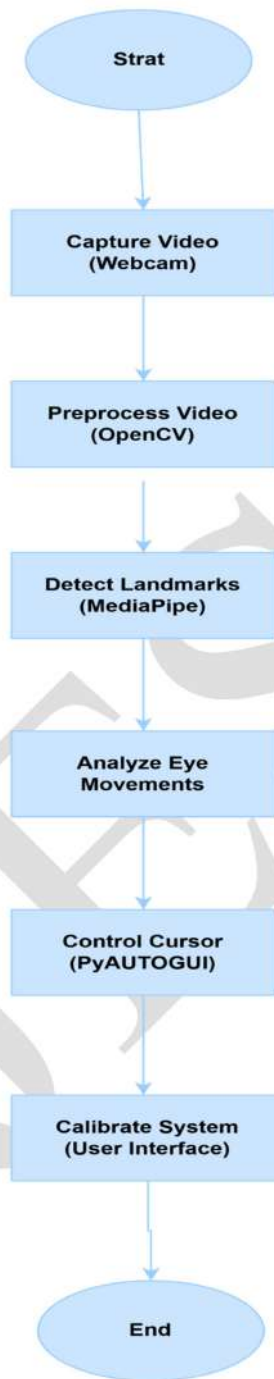 Strat
Capture Video
(Webcam)
Preprocess Video
(OpenCV)
Detect Landmarks
(MediaPipe)
Analyze Eye
Movements
Control Cursor
(PyAUTOGUI)
Calibrate System
(User Interface)
End